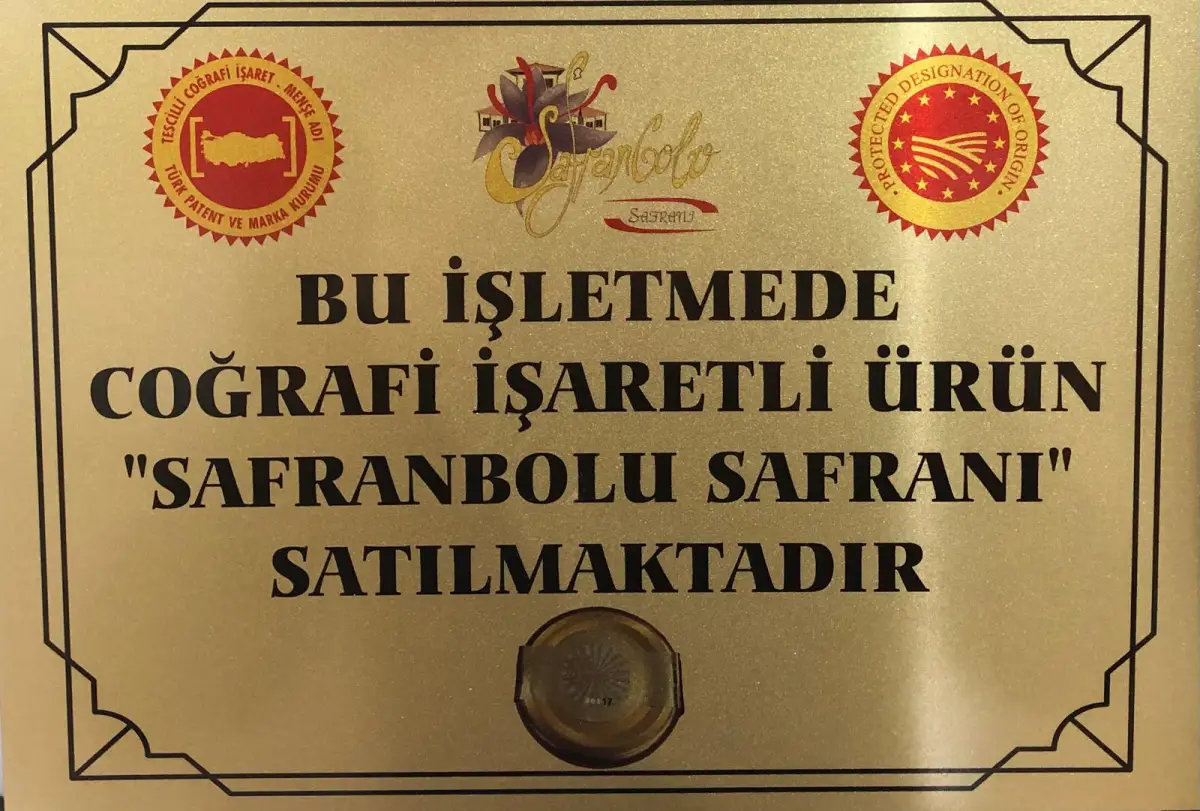 TESCİLLİ COĞRAFİ İŞARET . MENŞE ADI
TÜRK PATENT VE MARKA KURUMU
Safranbolu
SAFRANI
PROTECTED DESIGNATION OF ORIGIN
BU İŞLETMEDE
COĞRAFİ İŞARETLİ ÜRÜN
"SAFRANBOLU SAFRANI"
SATILMAKTADIR